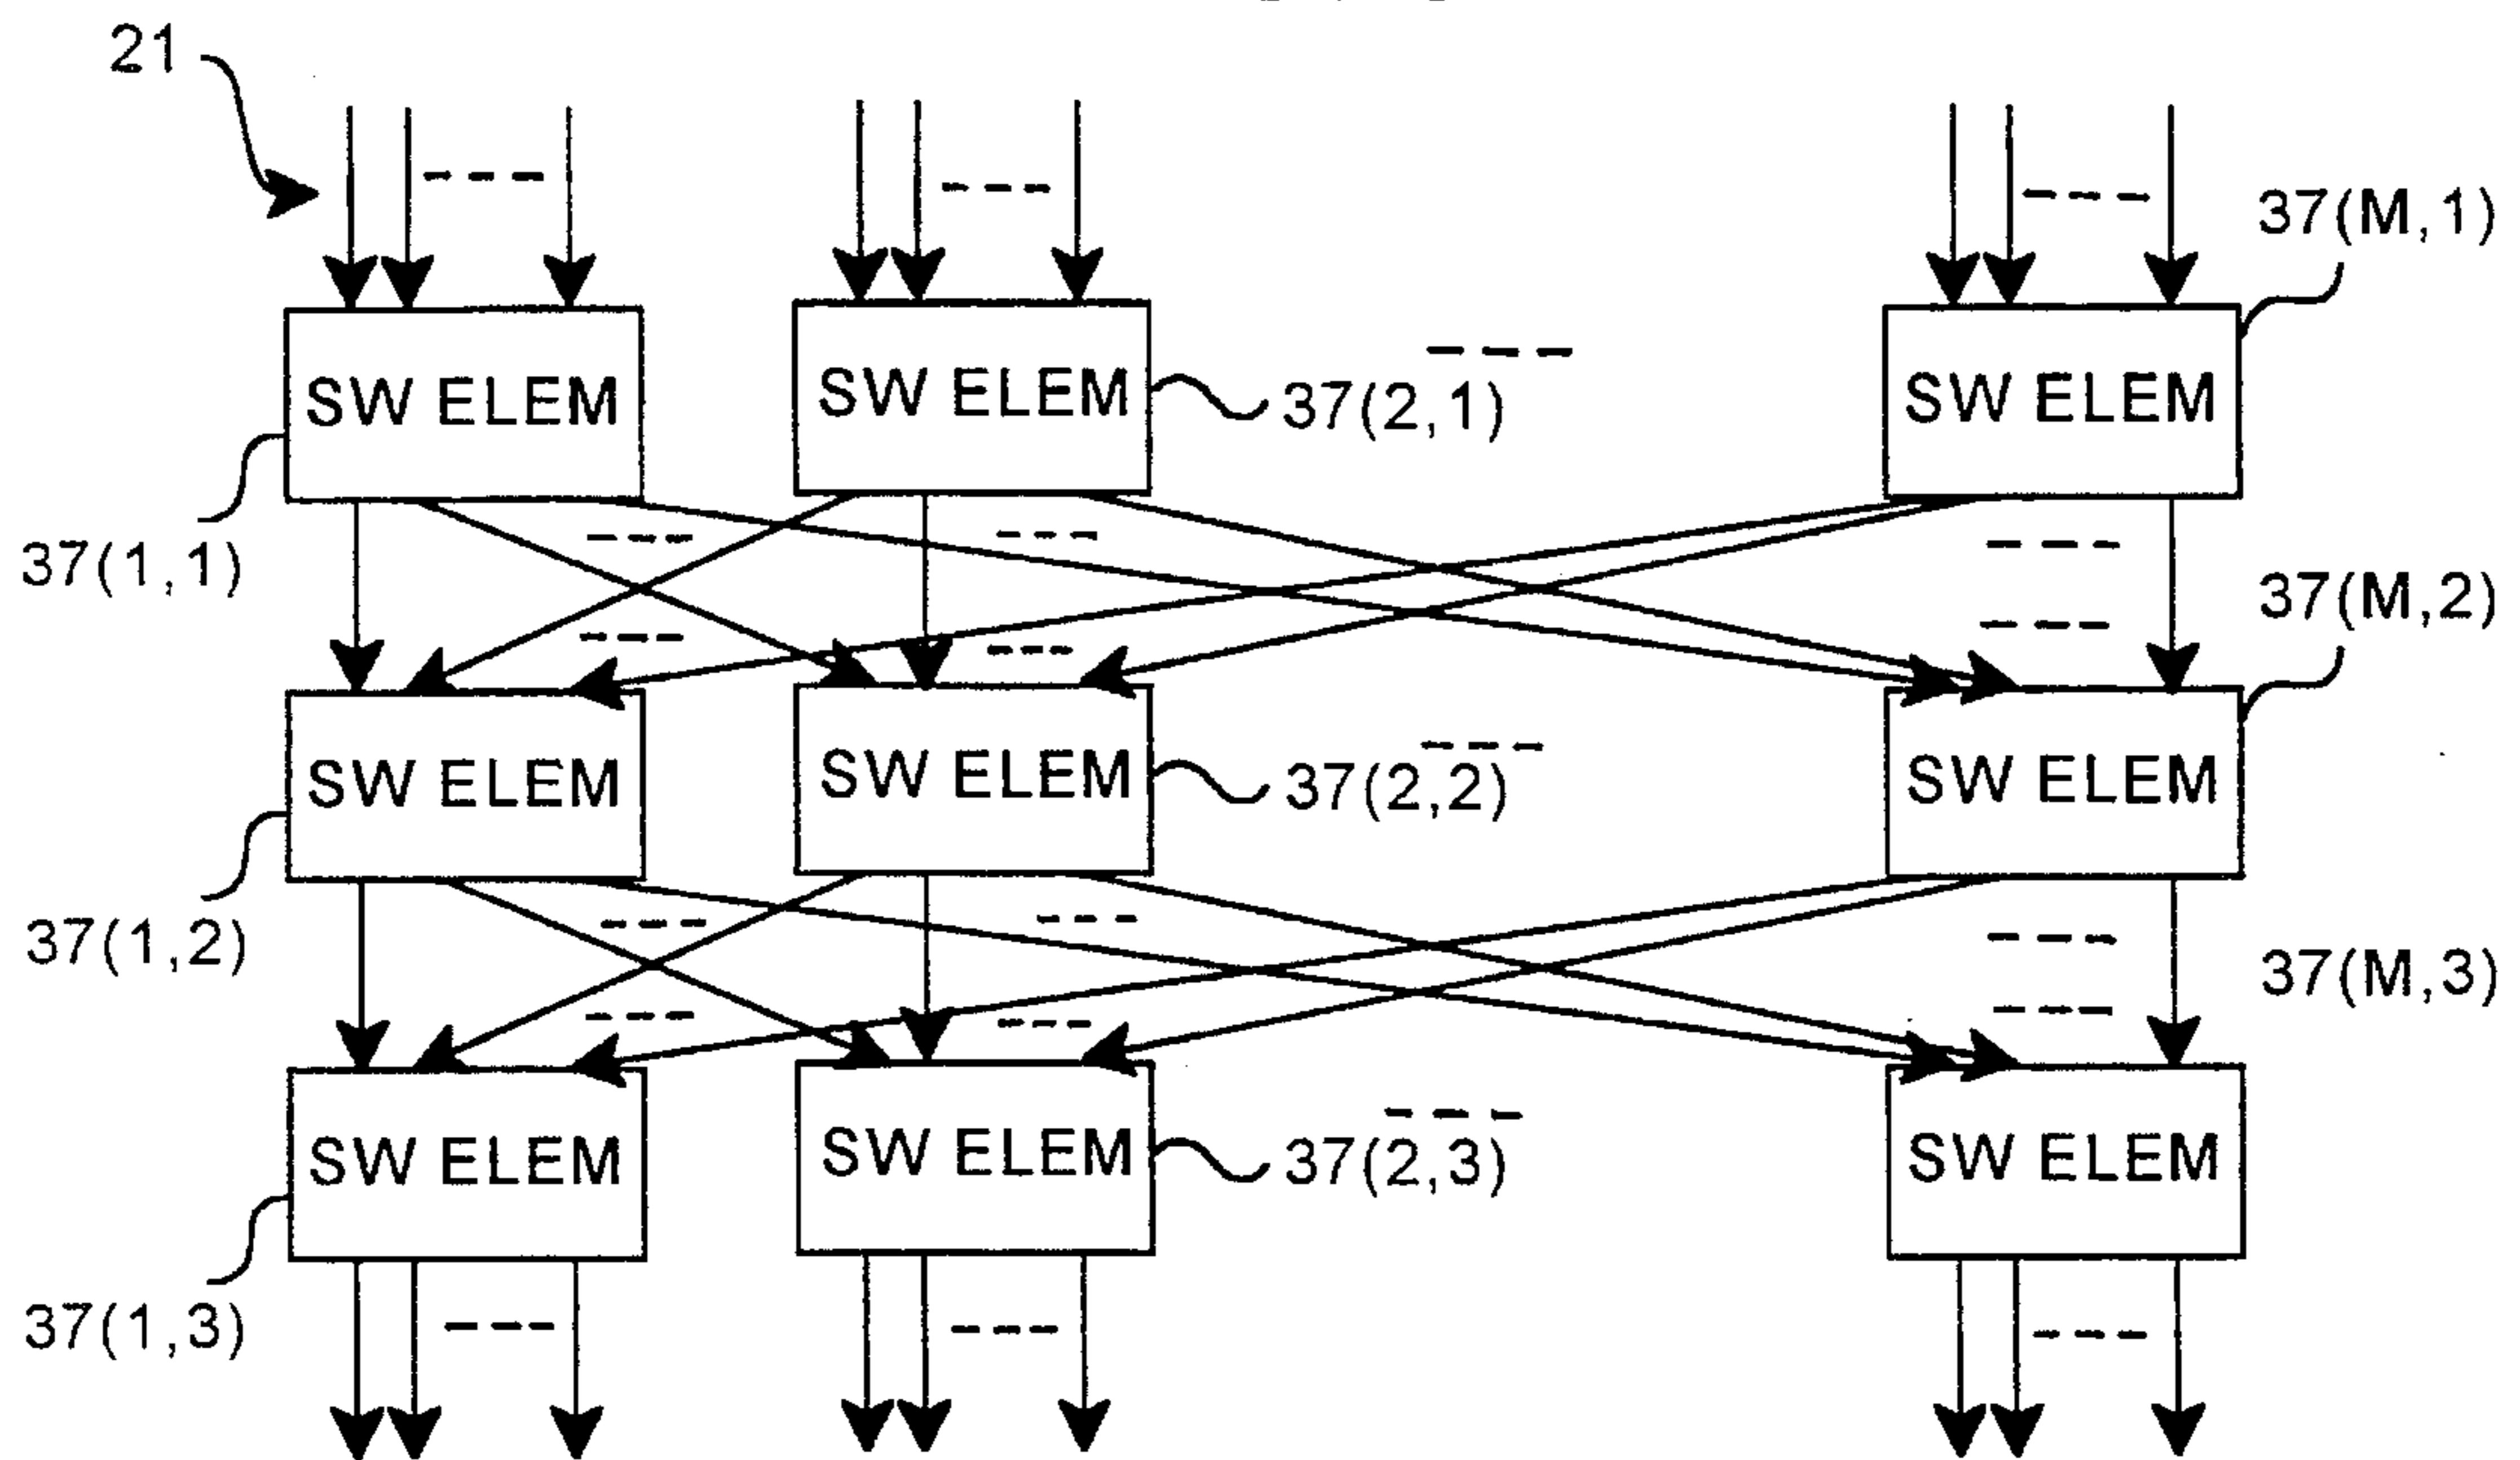 21
37(M,1)
SW ELEM
SW ELEM
37(2,1)
SW ELEM
37(1,1)
37(M,2)
SW ELEM
SW ELEM
37(2,2)
SW ELEM
37(1,2)
37(M,3)
SW ELEM
SW ELEM
37(2,3)
SW ELEM
37(1,3)